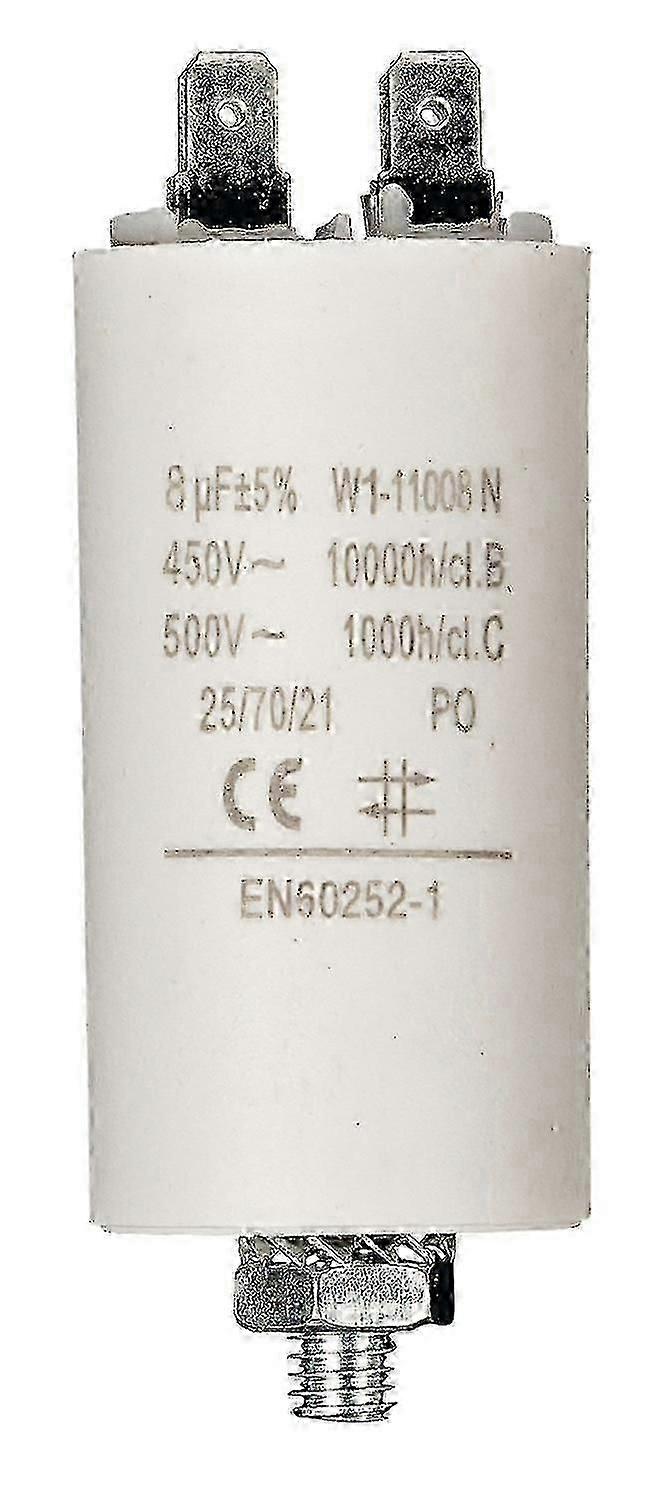 8 µF±5% W1-11008 N
450V~ 10000h/cl.B
500V~ 1000h/cl.C
25/70/21 PO
CE
EN60252-1